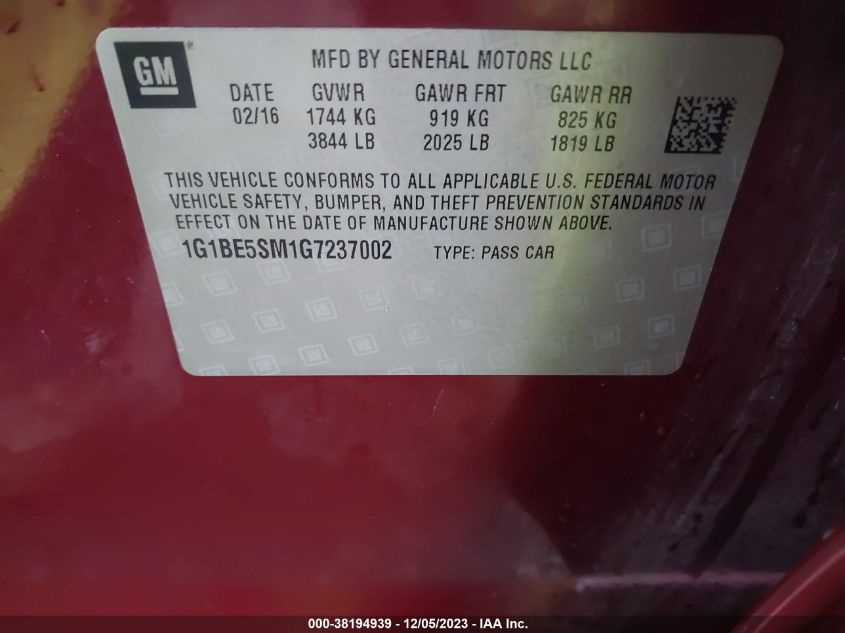 GM
MFD BY GENERAL MOTORS LLC
DATE GVWR GAWR FRT GAWR RR
02/16 1744 KG 919 KG 825 KG
3844 LB 2025 LB 1819 LB
THIS VEHICLE CONFORMS TO ALL APPLICABLE U.S. FEDERAL MOTOR
VEHICLE SAFETY, BUMPER, AND THEFT PREVENTION STANDARDS IN
EFFECT ON THE DATE OF MANUFACTURE SHOWN ABOVE.
1G1BE5SM1G7237002 TYPE: PASS CAR
000-38194939 - 12/05/2023 - IAA Inc.